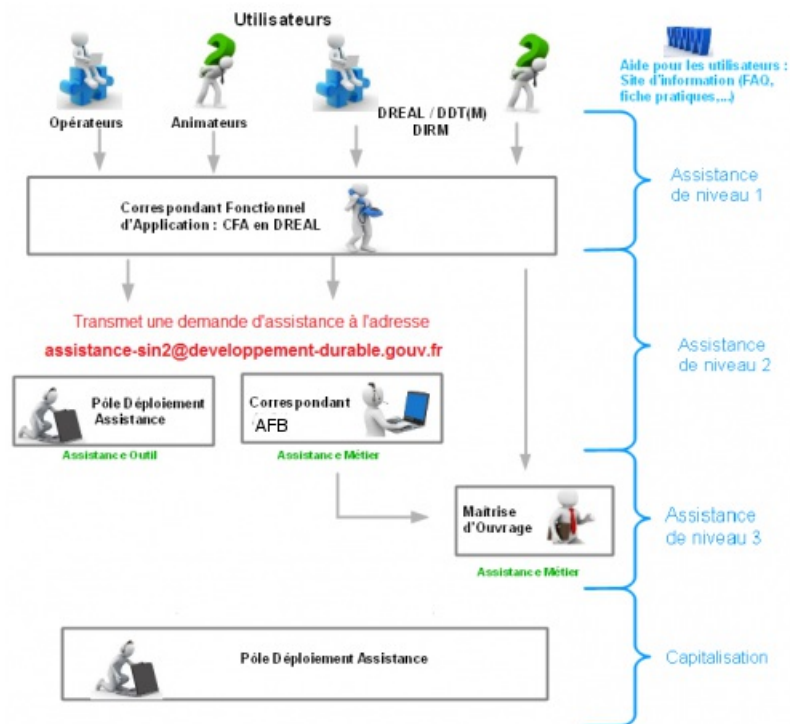 Utilisateurs
Aide pour les utilisateurs :
Site d'information (FAQ,
fiche pratiques,...)
Opérateurs
Animateurs
DREAL / DDT(M)
DIRM
Assistance
de niveau 1
Correspondant Fonctionnel
d'Application : CFA en DREAL
Transmet une demande d'assistance à l'adresse
assistance-sin2@developpement-durable.gouv.fr
Assistance
de niveau 2
Pôle Déploiement
Assistance
Correspondant
AFB
Assistance Outil
Assistance Métier
Maîtrise
d'Ouvrage
Assistance
de niveau 3
Assistance Métier
Pôle Déploiement Assistance
Capitalisation